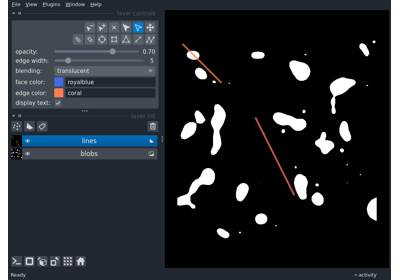 File View Plugins Window Help
layer controls
opacity: 0.70
edge width: 5
blending: translucent
face color: royalblue
edge color: coral
display text:
layer list
lines
blobs
Ready
activity